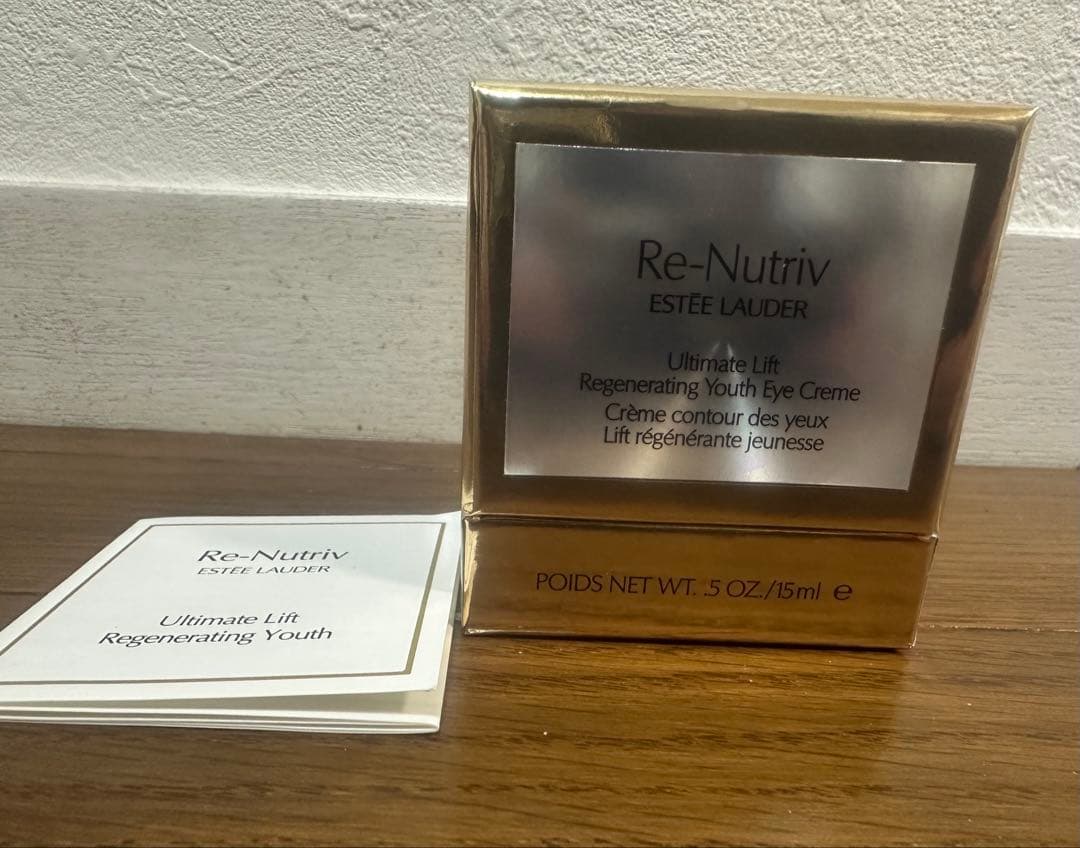 Re-Nutriv
ESTĒE LAUDER
Ultimate Lift
Regenerating Youth Eye Creme
Crème contour des yeux
Lift régénérante jeunesse
POIDS NET WT. .5 OZ./15ml e
Re-Nutriv
ESTĒE LAUDER
Ultimate Lift
Regenerating Youth